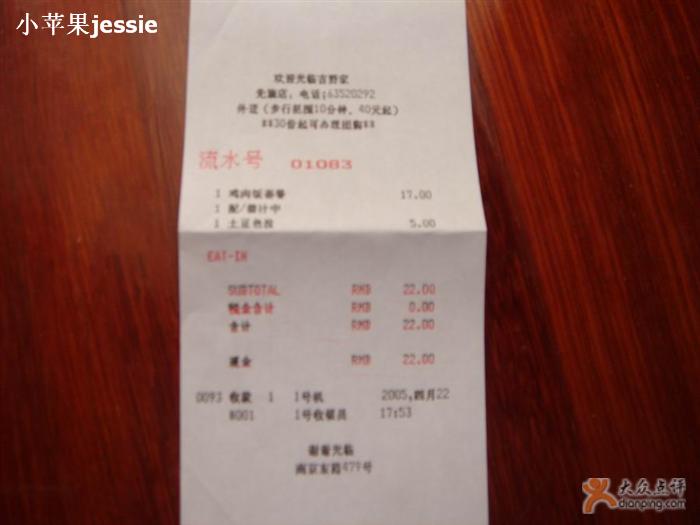 小苹果jessie
欢迎光临吉野家
先施店: 电话:63520292
外送 (步行范围10分钟、40元起)
##30份起可办理团购##
流水号 01083
1 鸡肉饭套餐 17.00
1 配/酱汁中
1 土豆色拉 5.00
EAT-IN
SUBTOTAL RMB 22.00
税金合计 RMB 0.00
合计 RMB 22.00
现金 RMB 22.00
0093 收款 1 1号机 2005,四月22
#001 1号收银员 17:53
谢谢光临
南京东路479号
大众点评
dianping.com